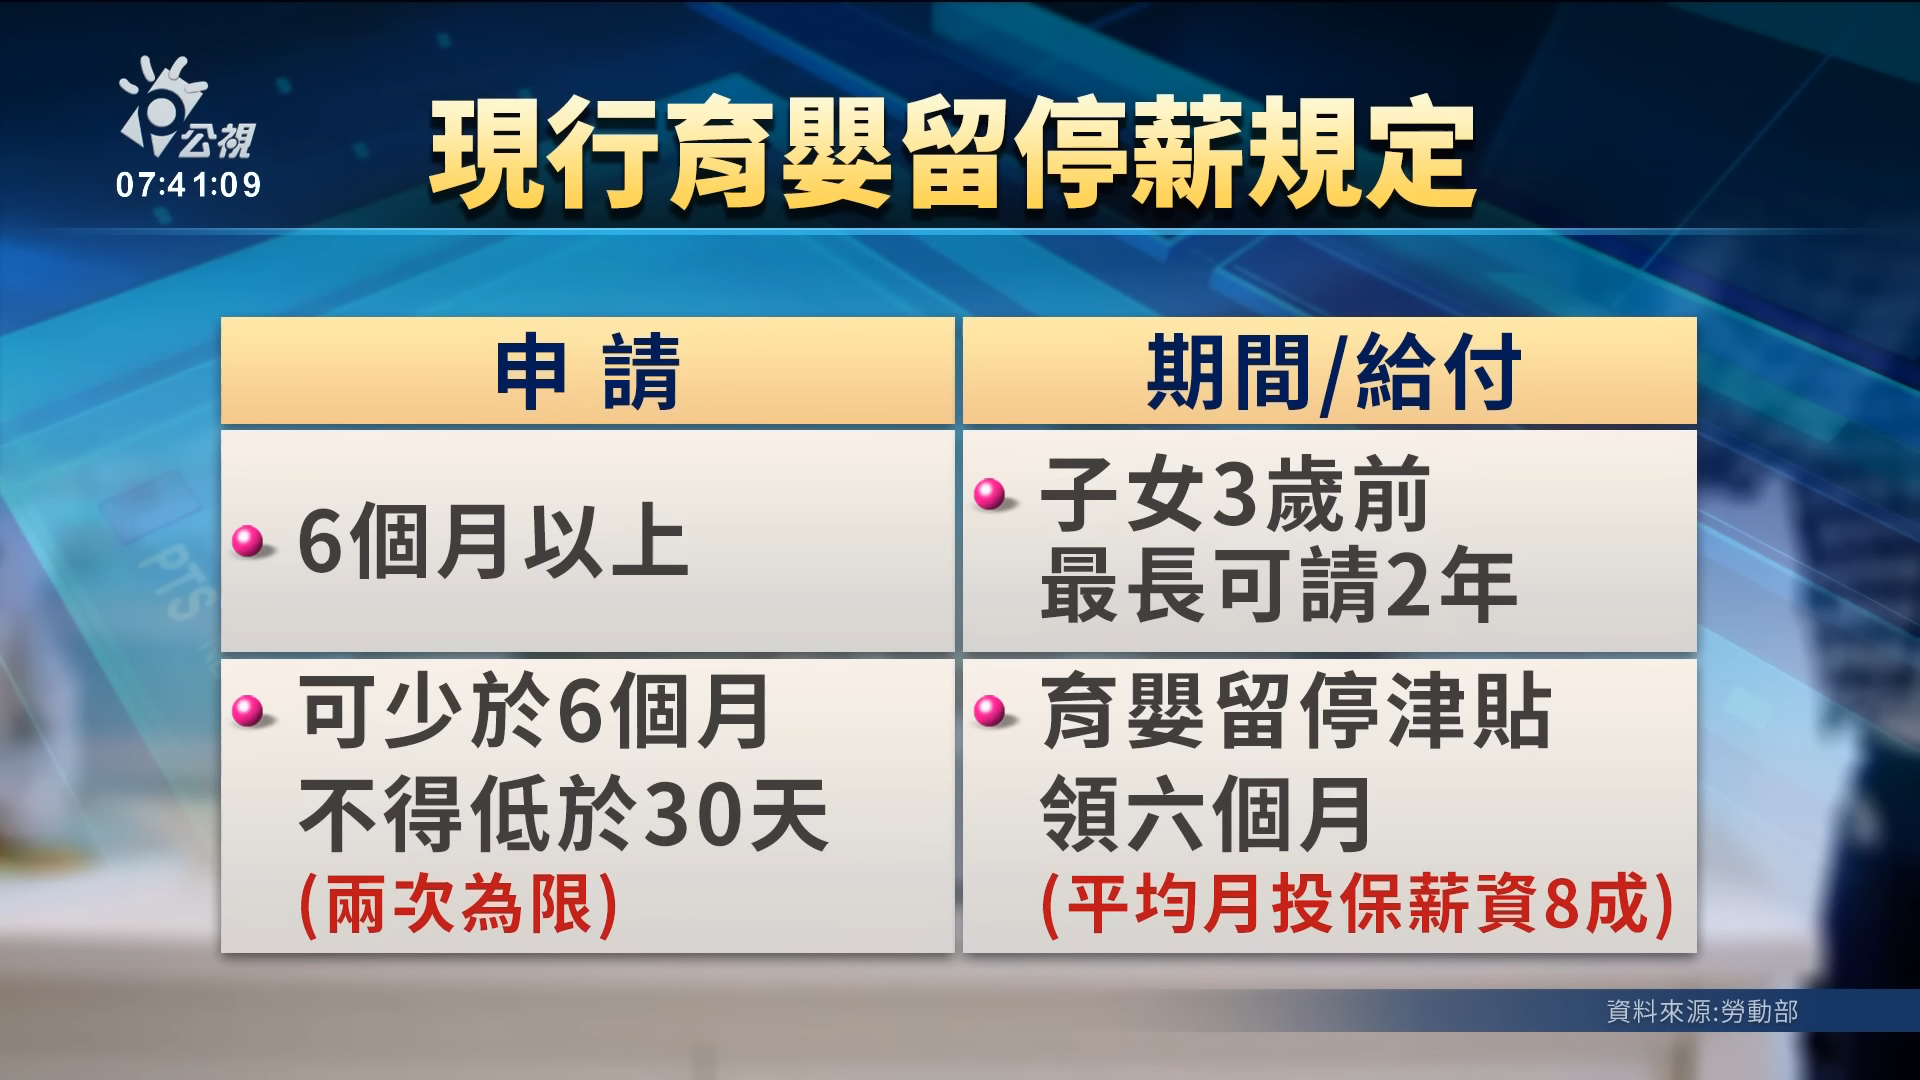 公視
07:41:09
現行育嬰留停薪規定
申請
期間/給付
6個月以上
子女3歲前
最長可請2年
可少於6個月
不得低於30天
(兩次為限)
育嬰留停津貼
領六個月
(平均月投保薪資8成)
PTS
資料來源:勞動部